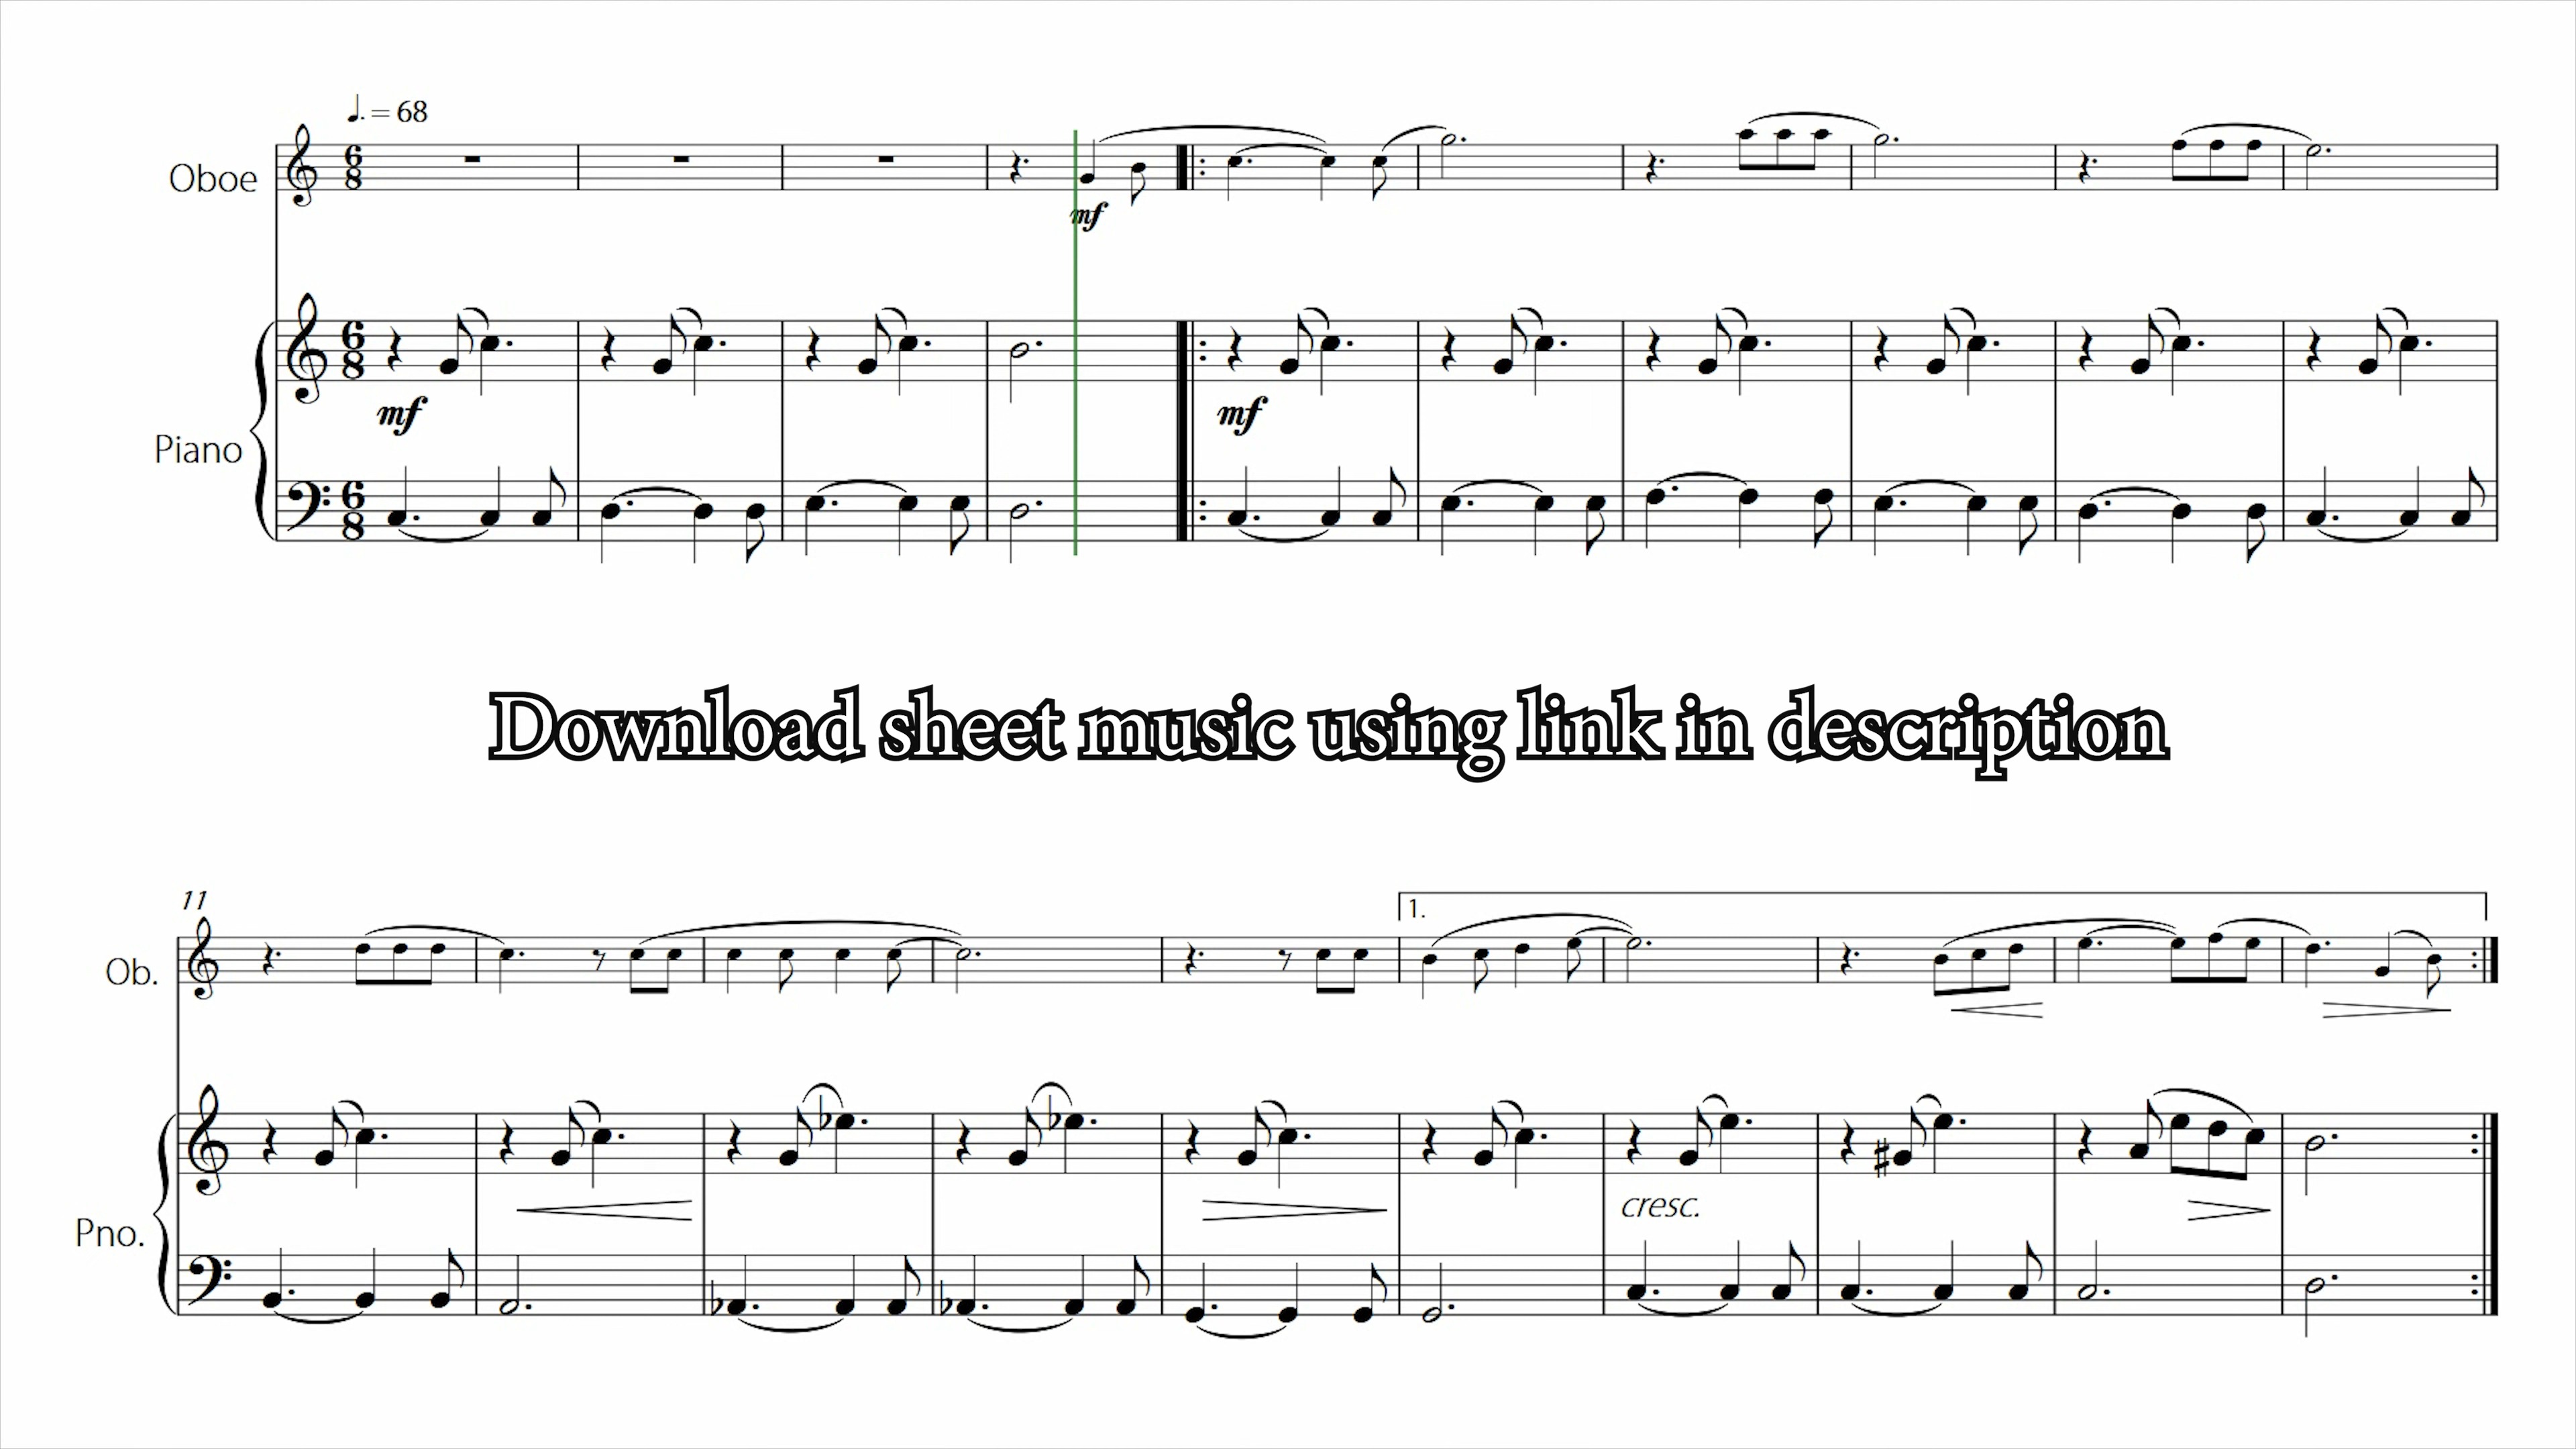 ♩. = 68
Oboe
6
8
mf
6
8
mf
mf
Piano
6
8
Download sheet music using link in description
11
1.
Ob.
cresc.
Pno.